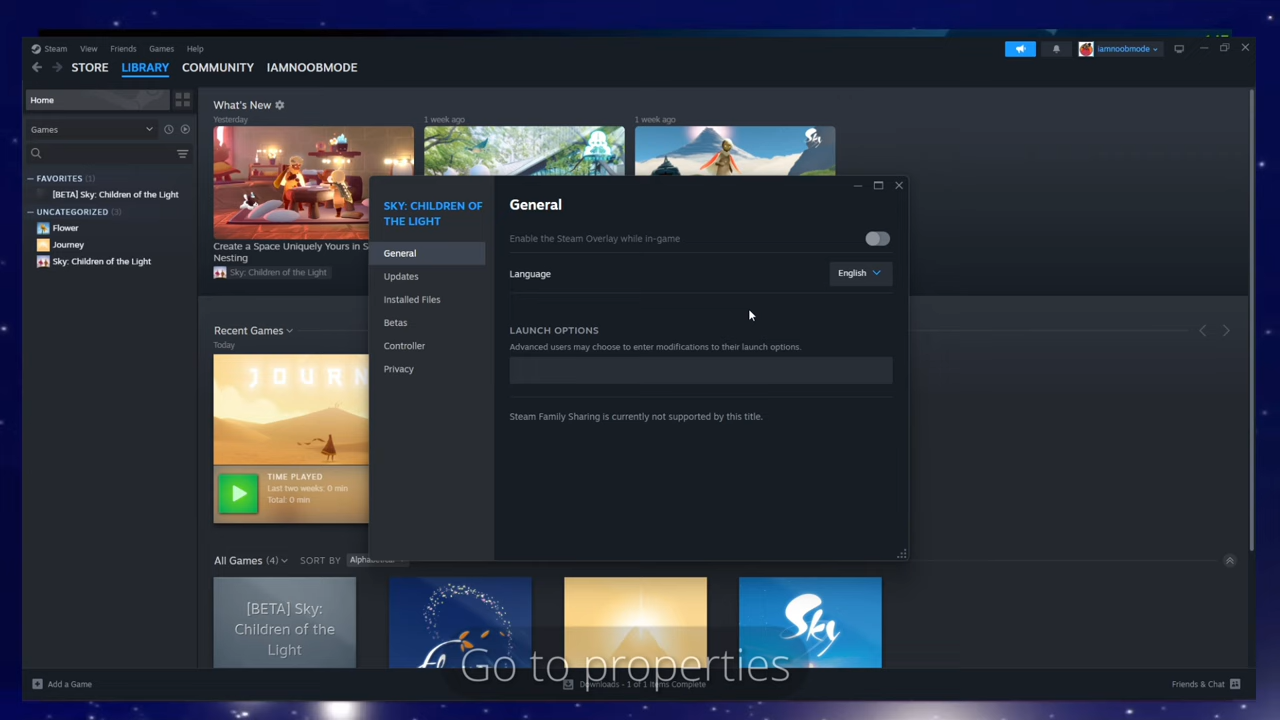 Steam View Friends Games Help
iamnoobmode
STORE LIBRARY COMMUNITY IAMNOOBMODE
Home
Games
FAVORITES (1)
[BETA] Sky: Children of the Light
UNCATEGORIZED (3)
Flower
Journey
Sky: Children of the Light
What's New
Yesterday
1 week ago
1 week ago
Sky
Create a Space Uniquely Yours in S
Nesting
Sky: Children of the Light
SKY: CHILDREN OF
THE LIGHT
General
Updates
Installed Files
Betas
Controller
Privacy
General
Enable the Steam Overlay while in-game
Language
English
LAUNCH OPTIONS
Advanced users may choose to enter modifications to their launch options.
Steam Family Sharing is currently not supported by this title.
Recent Games
Today
JOURN
TIME PLAYED
Last two weeks: 0 min
Total: 0 min
All Games (4)
SORT BY
[BETA] Sky:
Children of the
Light
Sky
Go to properties
Add a Game
Downloads - 1 of 1 Items Complete
Friends & Chat